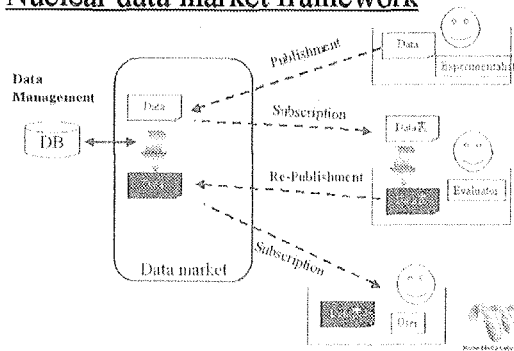 Nuclear data market framework
Data
Management
DB
Data
Data market
Publishment
Subscription
Re-Publishment
Subscription
Data
Experimentalist
Data
Evaluator
User